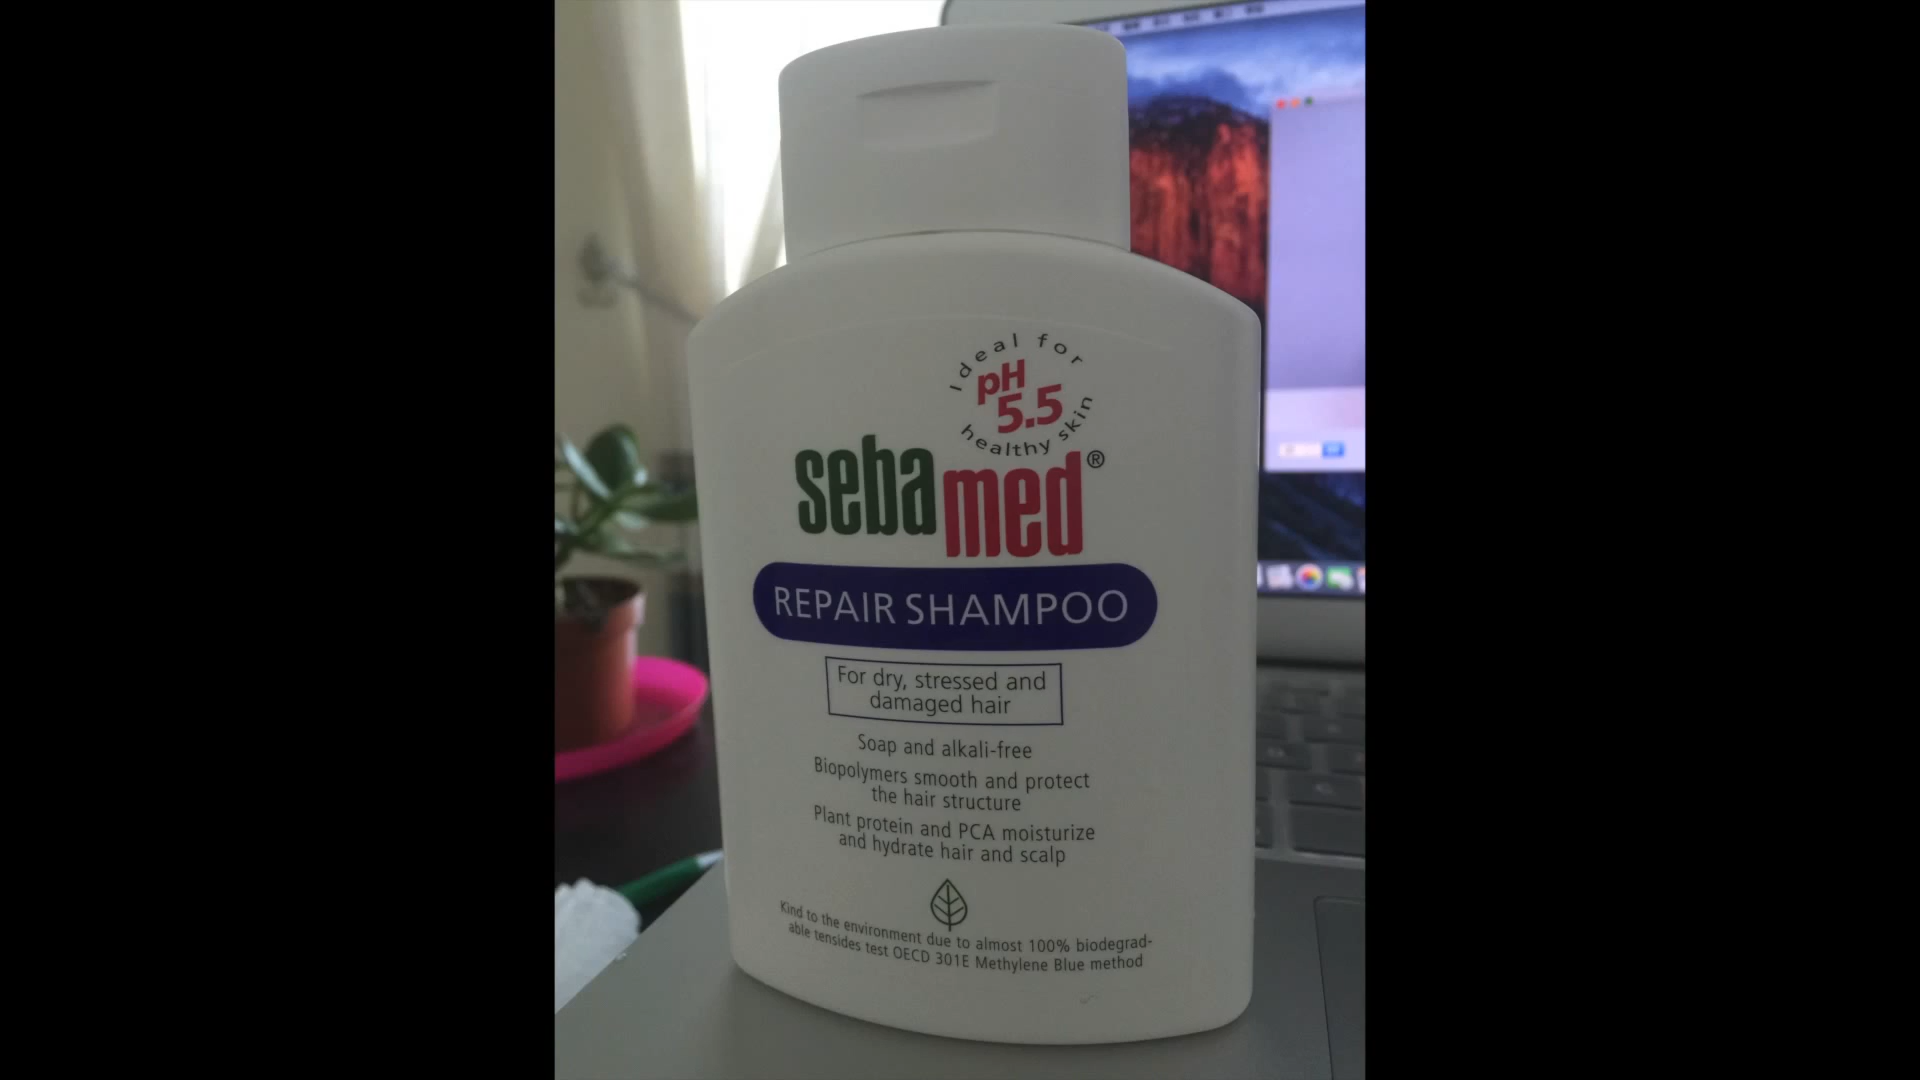 Ideal for
pH
5.5
healthy skin
sebamed®
REPAIR SHAMPOO
For dry, stressed and
damaged hair
Soap and alkali-free
Biopolymers smooth and protect
the hair structure
Plant protein and PCA moisturize
and hydrate hair and scalp
Kind to the environment due to almost 100% biodegrad-
able tensides test OECD 301E Methylene Blue method